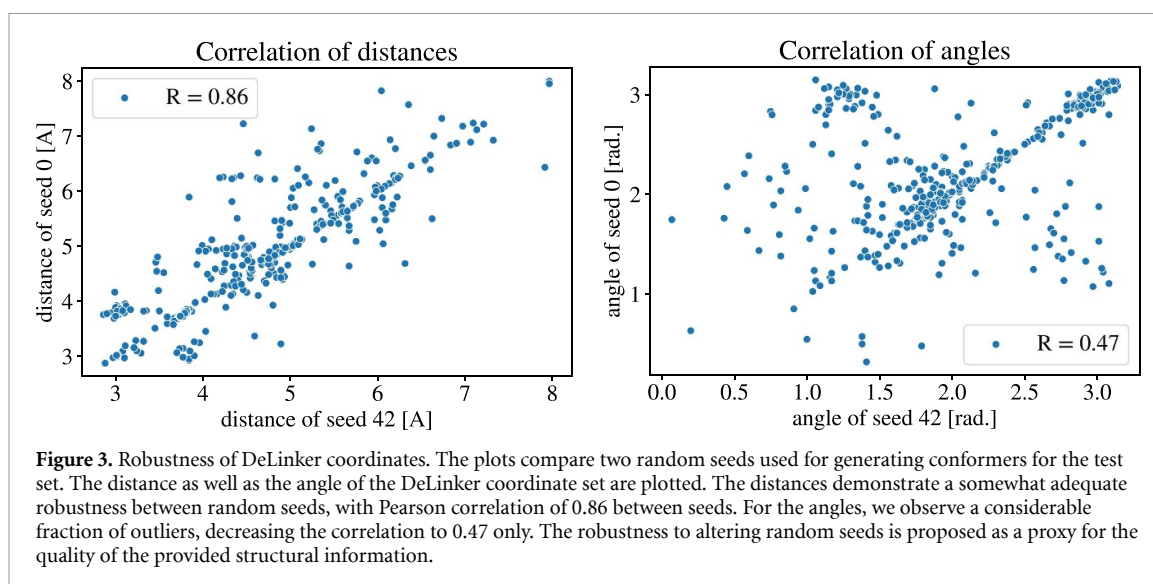 Correlation of distances
R = 0.86
distance of seed 0 [A]
8
7
6
5
4
3
3 4 5 6 7 8
distance of seed 42 [A]
Correlation of angles
angle of seed 0 [rad.]
3
2
1
R = 0.47
0.0 0.5 1.0 1.5 2.0 2.5 3.0
angle of seed 42 [rad.]
Figure 3. Robustness of DeLinker coordinates. The plots compare two random seeds used for generating conformers for the test
set. The distance as well as the angle of the DeLinker coordinate set are plotted. The distances demonstrate a somewhat adequate
robustness between random seeds, with Pearson correlation of 0.86 between seeds. For the angles, we observe a considerable
fraction of outliers, decreasing the correlation to 0.47 only. The robustness to altering random seeds is proposed as a proxy for the
quality of the provided structural information.